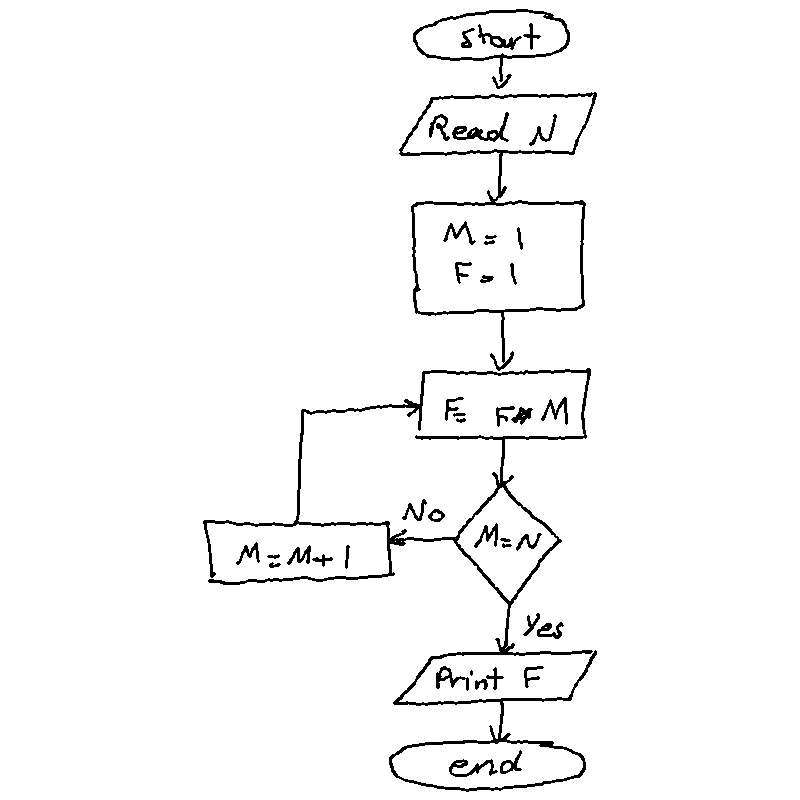 start
Read N
M = 1
F = 1
F = F * M
M = N
No
M = M + 1
Yes
Print F
end